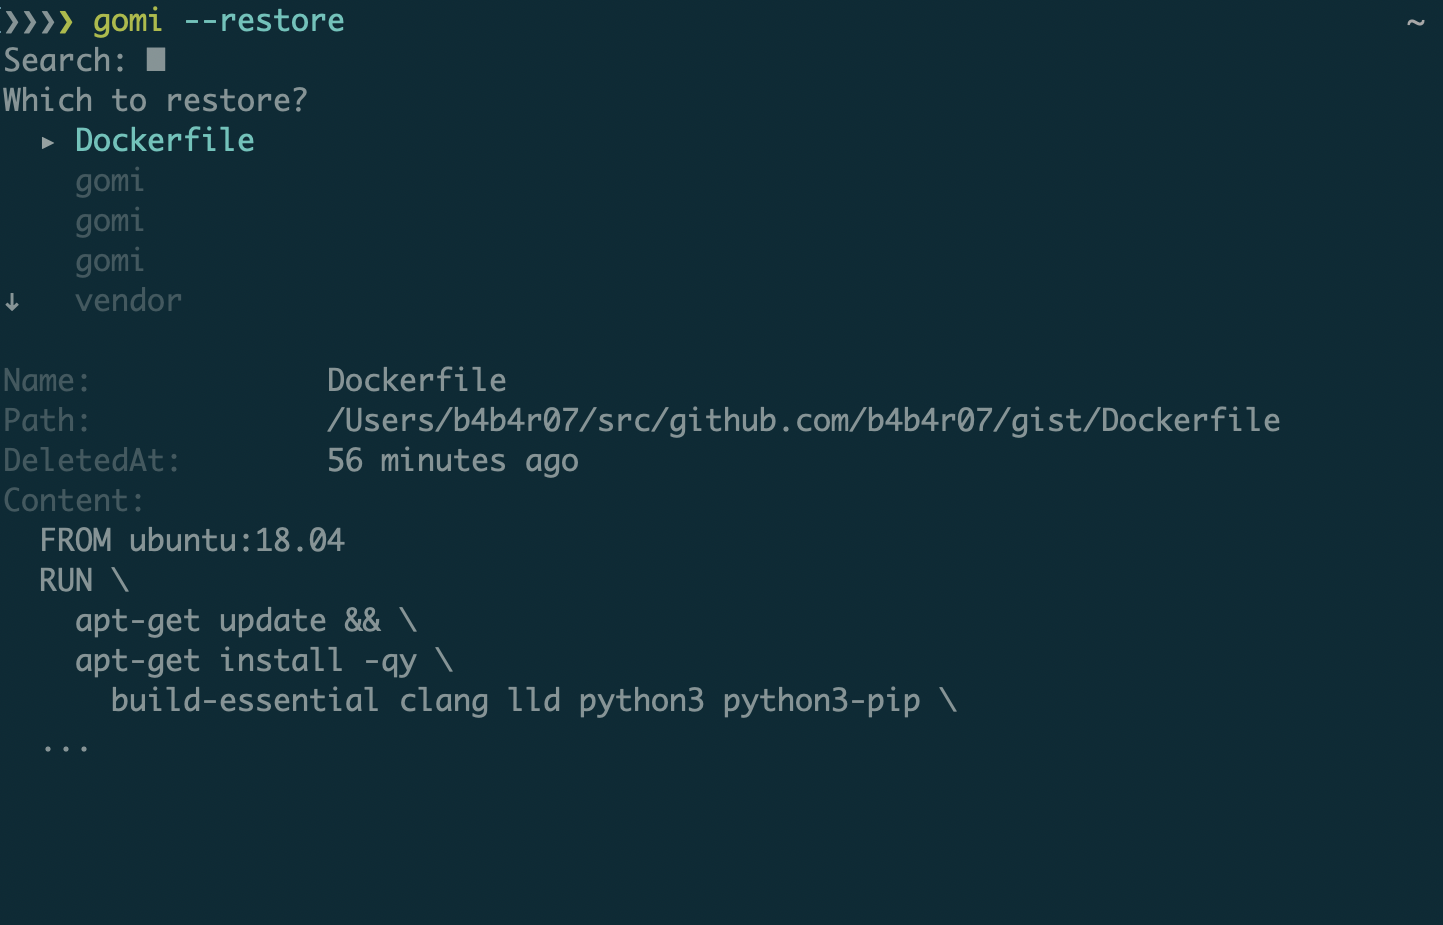 ❯❯❯❯ gomi --restore ~
Search:
Which to restore?
▸ Dockerfile
gomi
gomi
gomi
↓ vendor
Name: Dockerfile
Path: /Users/b4b4r07/src/github.com/b4b4r07/gist/Dockerfile
DeletedAt: 56 minutes ago
Content:
FROM ubuntu:18.04
RUN \
apt-get update && \
apt-get install -qy \
build-essential clang lld python3 python3-pip \
...